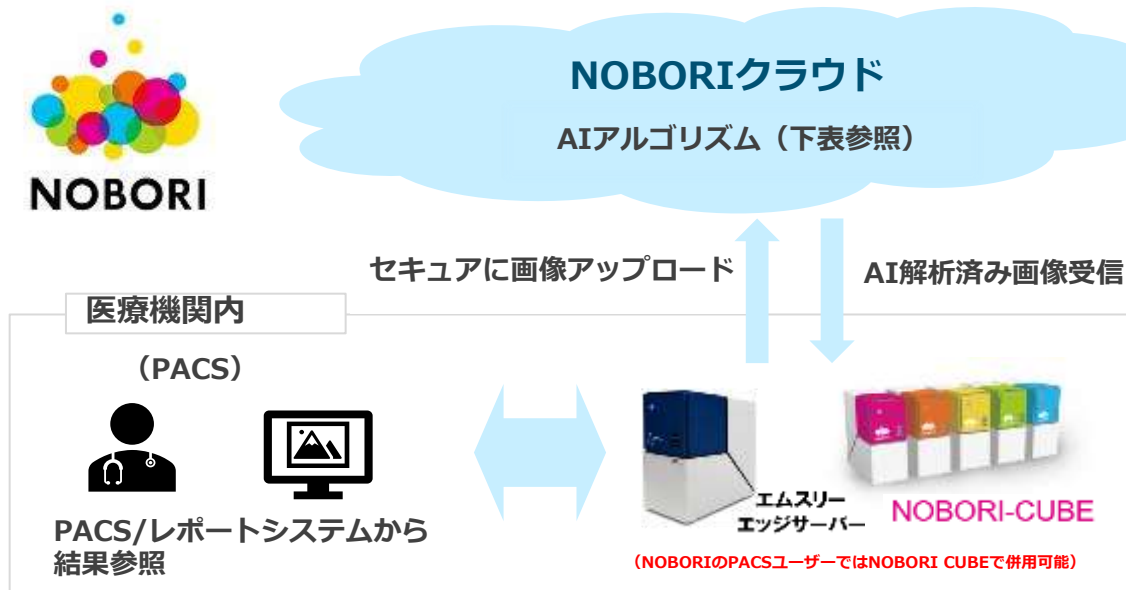 NOBORI
NOBORIクラウド
AIアルゴリズム（下表参照）
セキュアに画像アップロード
AI解析済み画像受信
医療機関内
（PACS）
PACS/レポートシステムから
結果参照
エムスリー
エッジサーバー
NOBORI-CUBE
（NOBORIのPACSユーザーではNOBORI CUBEで併用可能）